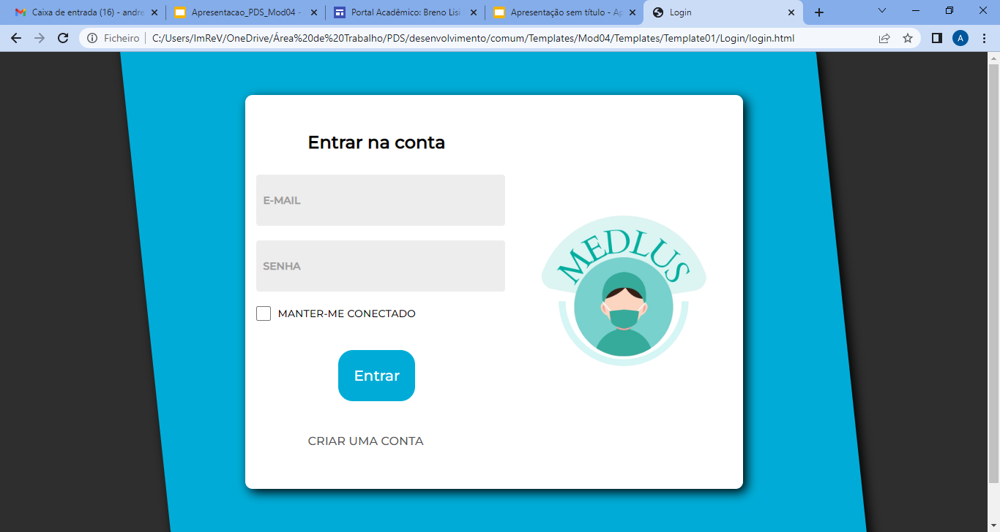 Caixa de entrada (16) - andre
Apresentacao_PDS_Mod04 -
Portal Acadêmico: Breno Lisi
Apresentação sem título - Ap
Login
Ficheiro
C:/Users/ImReV/OneDrive/Área%20de%20Trabalho/PDS/desenvolvimento/comum/Templates/Mod04/Templates/Template01/Login/login.html
A
Entrar na conta
E-MAIL
SENHA
MANTER-ME CONECTADO
Entrar
CRIAR UMA CONTA
MEDLUS